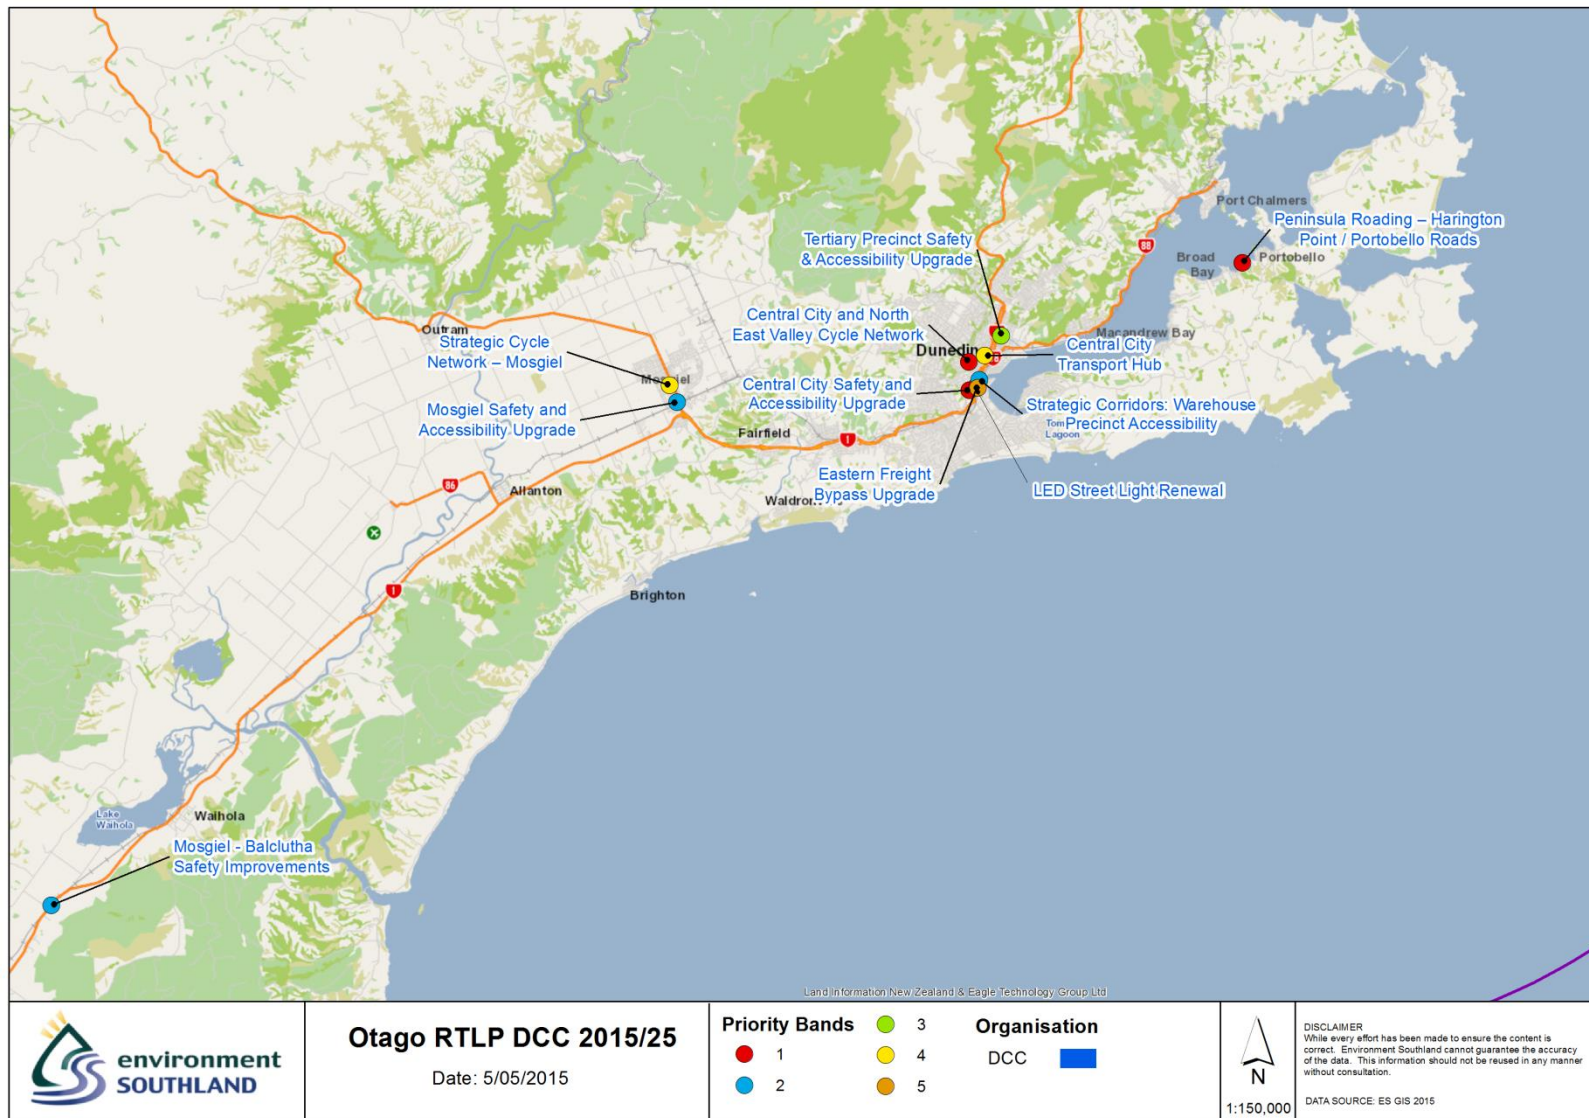 Port Chalmers
Peninsula Roading – Harington
Point / Portobello Roads
88
Broad
Bay
Portobello
Tertiary Precinct Safety
& Accessibility Upgrade
Central City and North
East Valley Cycle Network
Macandrew Bay
Dunedin
Central City
Transport Hub
Outram
Strategic Cycle
Network – Mosgiel
Mosgiel
Mosgiel Safety and
Accessibility Upgrade
Central City Safety and
Accessibility Upgrade
Strategic Corridors: Warehouse
Precinct Accessibility
Tom
Lagoon
Fairfield
1
Eastern Freight
Bypass Upgrade
LED Street Light Renewal
86
Allanton
Waldron
1
Brighton
Lake
Waihola
Waihola
Mosgiel - Balclutha
Safety Improvements
Land Information New Zealand & Eagle Technology Group Ltd
environment
SOUTHLAND
Otago RTLP DCC 2015/25
Date: 5/05/2015
Priority Bands
1
2
3
4
5
Organisation
DCC
N
1:150,000
DISCLAIMER
While every effort has been made to ensure the content is
correct. Environment Southland cannot guarantee the accuracy
of the data. This information should not be reused in any manner
without consultation.
DATA SOURCE: ES GIS 2015